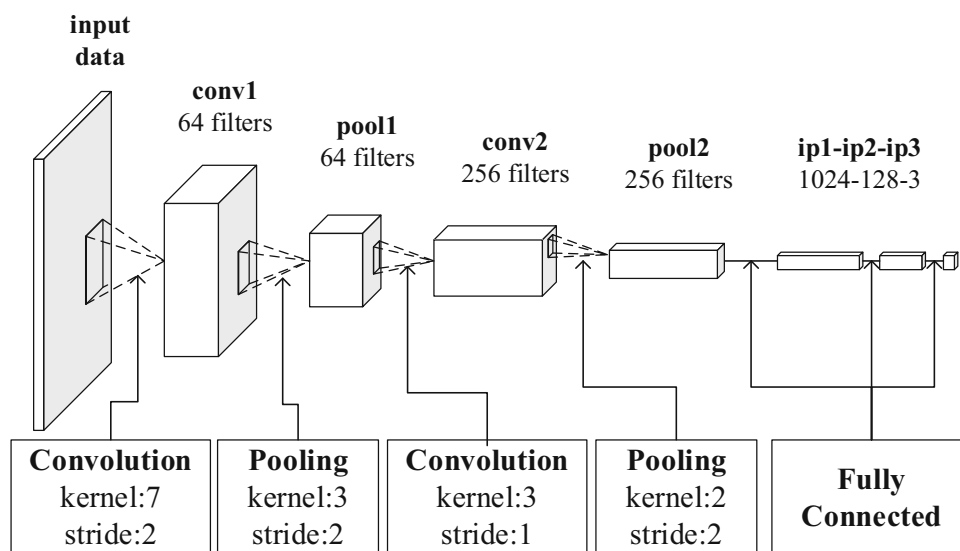 input
data
conv1
64 filters
pool1
64 filters
conv2
256 filters
pool2
256 filters
ip1-ip2-ip3
1024-128-3
Convolution
kernel:7
stride:2
Pooling
kernel:3
stride:2
Convolution
kernel:3
stride:1
Pooling
kernel:2
stride:2
Fully
Connected